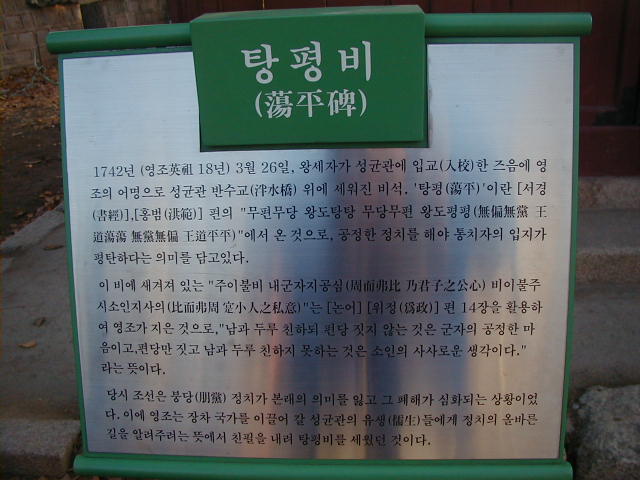 탕평비
(蕩平碑)
1742년 (영조英祖 18년) 3월 26일, 왕세자가 성균관에 입교(入校)한 즈음에 영
조의 어명으로 성균관 반수교(泮水橋) 위에 세워진 비석. '탕평(蕩平)'이란 [서경
(書經)],[홍범(洪範)] 편의 "무편무당 왕도탕탕 무당무편 왕도평평(無偏無黨 王
道蕩蕩 無黨無偏 王道平平)"에서 온 것으로, 공정한 정치를 해야 통치자의 입지가
평탄하다는 의미를 담고있다.
이 비에 새겨져 있는 "주이불비 내군자지공심(周而弗比 乃君子之公心) 비이불주
시소인지사의(比而弗周 寔小人之私意)"는 [논어] [위정(爲政)] 편 14장을 활용하
여 영조가 지은 것으로,"남과 두루 친하되 편당 짓지 않는 것은 군자의 공정한 마
음이고,편당만 짓고 남과 두루 친하지 못하는 것은 소인의 사사로운 생각이다."
라는 뜻이다.
당시 조선은 붕당(朋黨) 정치가 본래의 의미를 잃고 그 폐해가 심화되는 상황이었
다. 이에 영조는 장차 국가를 이끌어 갈 성균관의 유생(儒生)들에게 정치의 올바른
길을 알려주려는 뜻에서 친필을 내려 탕평비를 세웠던 것이다.